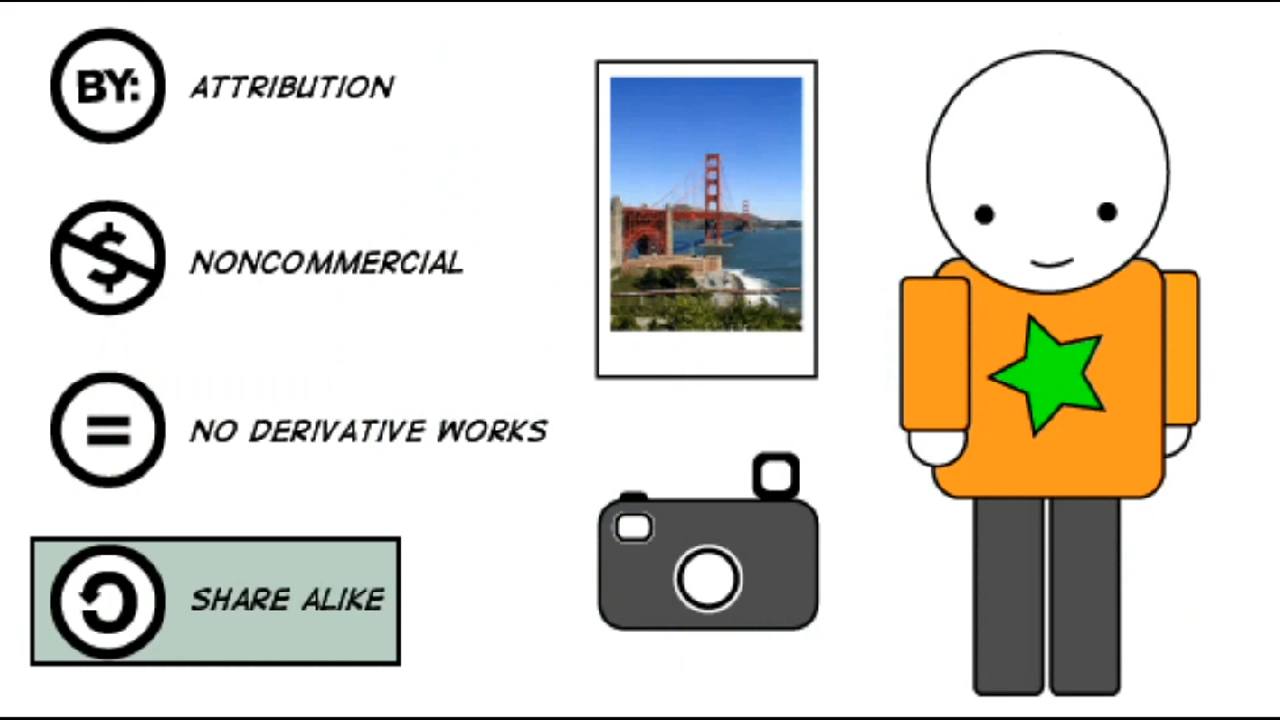 BY:
ATTRIBUTION
$
NONCOMMERCIAL
=
NO DERIVATIVE WORKS
SHARE ALIKE